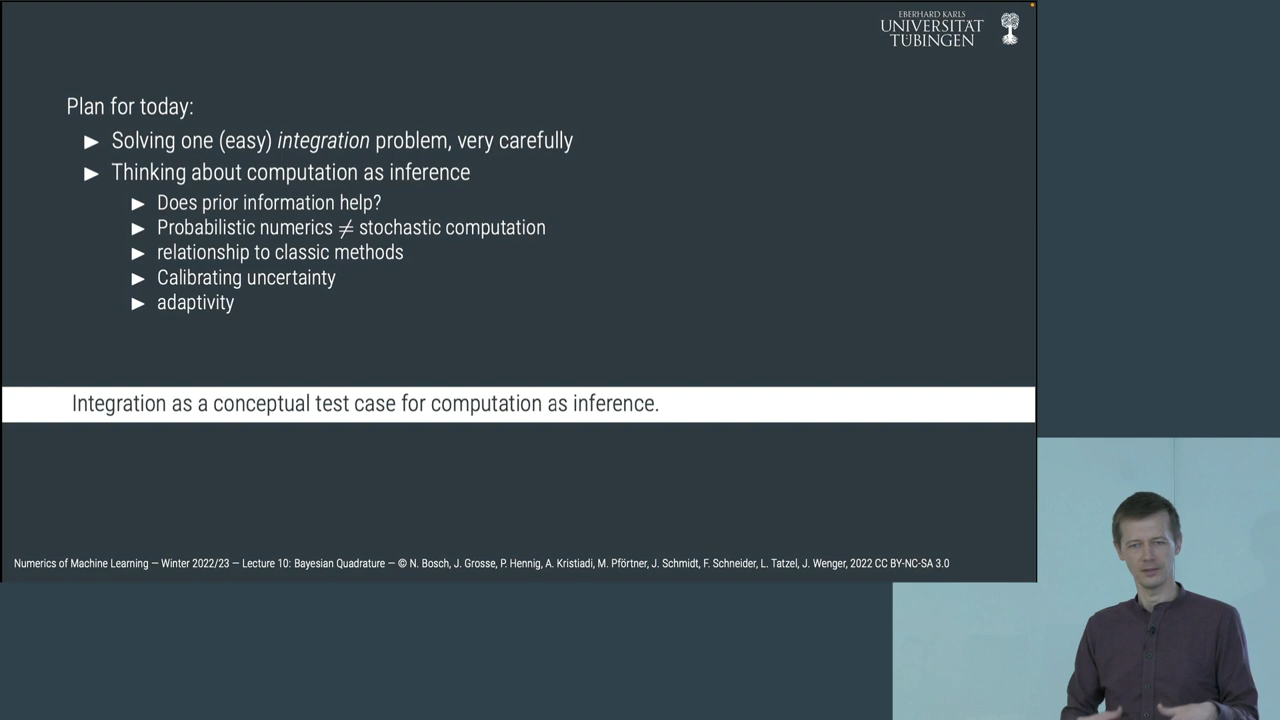 EBERHARD KARLS
UNIVERSITÄT
TÜBINGEN
Plan for today:
► Solving one (easy) integration problem, very carefully
► Thinking about computation as inference
► Does prior information help?
► Probabilistic numerics ≠ stochastic computation
► relationship to classic methods
► Calibrating uncertainty
► adaptivity
Integration as a conceptual test case for computation as inference.
Numerics of Machine Learning — Winter 2022/23 — Lecture 10: Bayesian Quadrature — © N. Bosch, J. Grosse, P. Hennig, A. Kristiadi, M. Pförtner, J. Schmidt, F. Schneider, L. Tatzel, J. Wenger, 2022 CC BY-NC-SA 3.0